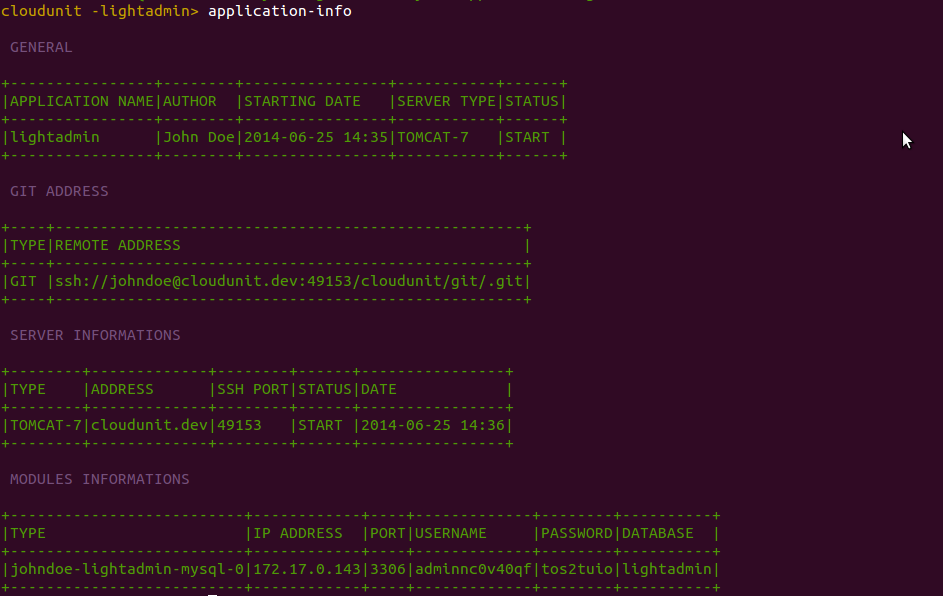 cloudunit -lightadmin> application-info
GENERAL
+----------------+--------+----------------+-----------+------+
|APPLICATION NAME|AUTHOR  |STARTING DATE   |SERVER TYPE|STATUS|
+----------------+--------+----------------+-----------+------+
|lightadmin      |John Doe|2014-06-25 14:35|TOMCAT-7   |START |
+----------------+--------+----------------+-----------+------+
GIT ADDRESS
+----+----------------------------------------------------+
|TYPE|REMOTE ADDRESS                                      |
+----+----------------------------------------------------+
|GIT |ssh://johndoe@cloudunit.dev:49153/cloudunit/git/.git|
+----+----------------------------------------------------+
SERVER INFORMATIONS
+--------+-------------+--------+------+----------------+
|TYPE    |ADDRESS      |SSH PORT|STATUS|DATE            |
+--------+-------------+--------+------+----------------+
|TOMCAT-7|cloudunit.dev|49153   |START |2014-06-25 14:36|
+--------+-------------+--------+------+----------------+
MODULES INFORMATIONS
+--------------------------+------------+----+-------------+--------+----------+
|TYPE                      |IP ADDRESS  |PORT|USERNAME     |PASSWORD|DATABASE  |
+--------------------------+------------+----+-------------+--------+----------+
|johndoe-lightadmin-mysql-0|172.17.0.143|3306|adminnc0v40qf|tos2tuio|lightadmin|
+--------------------------+------------+----+-------------+--------+----------+